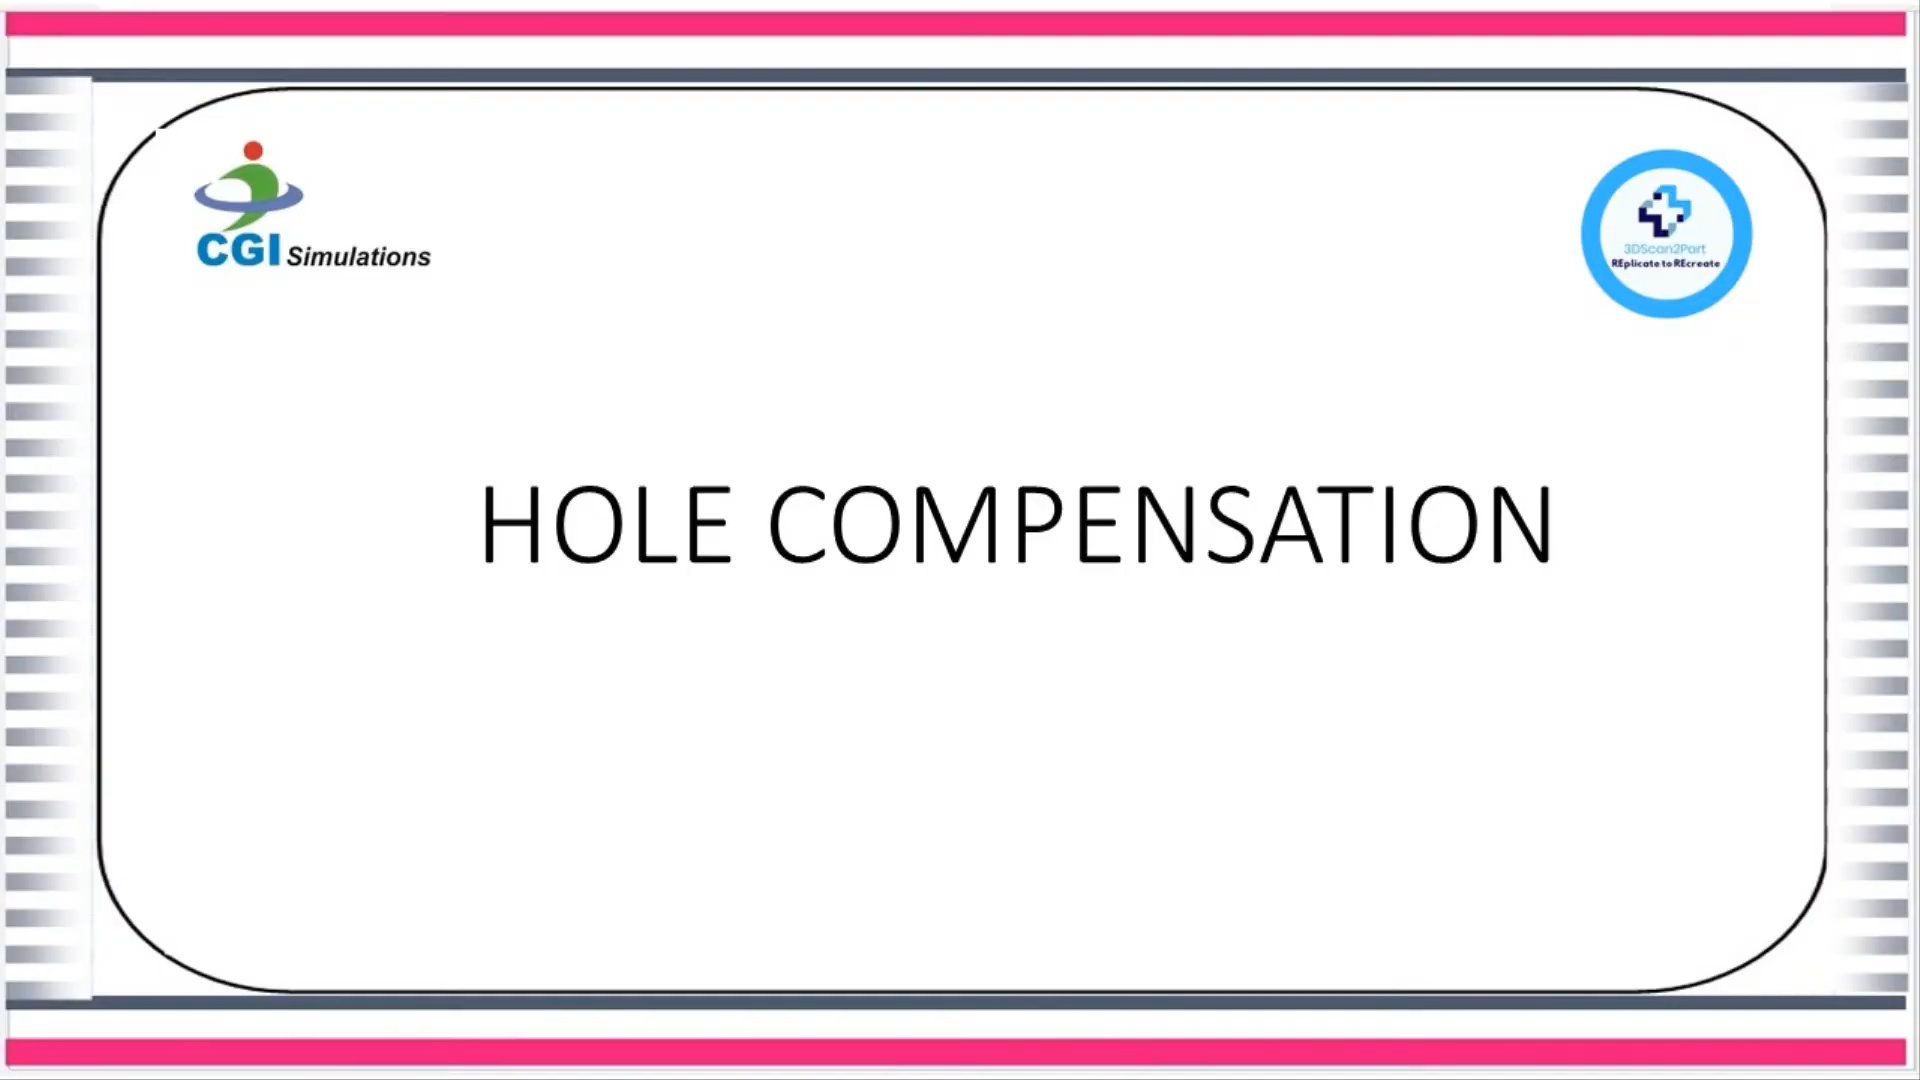 CGI Simulations
3DScan2Part
REplicate to REcreate
HOLE COMPENSATION